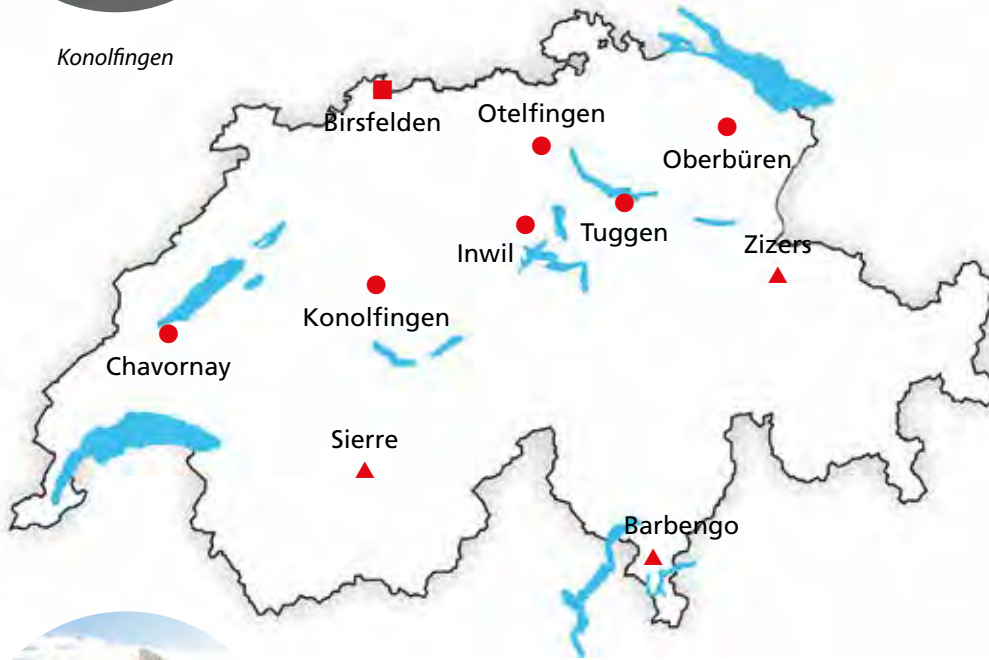 Konolfingen
Birsfelden
Otelfingen
Oberbüren
Tuggen
Inwil
Zizers
Konolfingen
Chavornay
Sierre
Barbengo